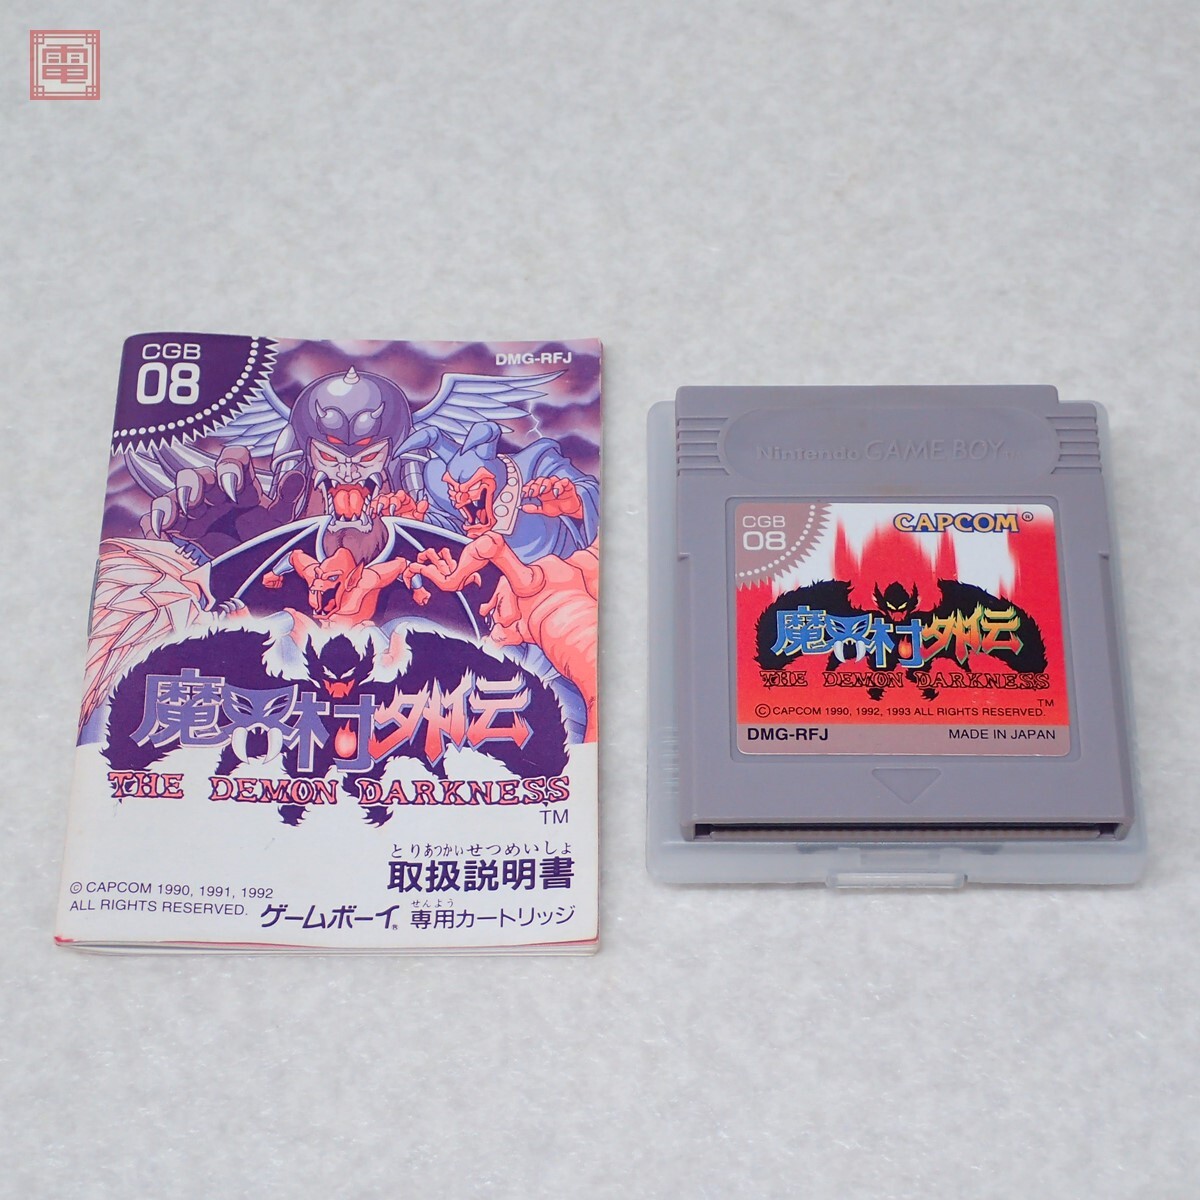 電
CGB
08
DMG-RFJ
魔界村外伝
THE DEMON DARKNESS
TM
とりあつかいせつめいしょ
取扱説明書
© CAPCOM 1990, 1991, 1992
ALL RIGHTS RESERVED.
せんよう
ゲームボーイ® 専用カートリッジ
Nintendo GAME BOY TM
CGB
08
CAPCOM®
魔界村外伝
THE DEMON DARKNESS
TM
© CAPCOM 1990, 1992, 1993 ALL RIGHTS RESERVED.
DMG-RFJ
MADE IN JAPAN